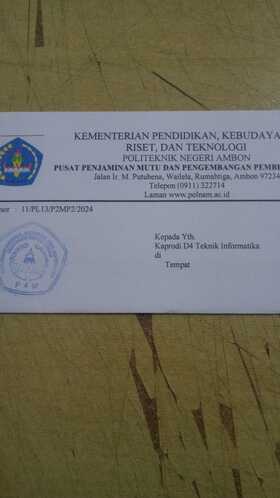 KEMENTERIAN PENDIDIKAN, KEBUDAYA
RISET, DAN TEKNOLOGI
POLITEKNIK NEGERI AMBON
PUSAT PENJAMINAN MUTU DAN PENGEMBANGAN PEMBE
Jalan Ir. M. Putuhena, Wailela, Rumahtiga, Ambon 97234
Telepon (0911) 322714
Laman www.polnam.ac.id
mor : 11/PL13/P2MP2/2024
Kepada Yth.
Kaprodi D4 Teknik Informatika
di
Tempat